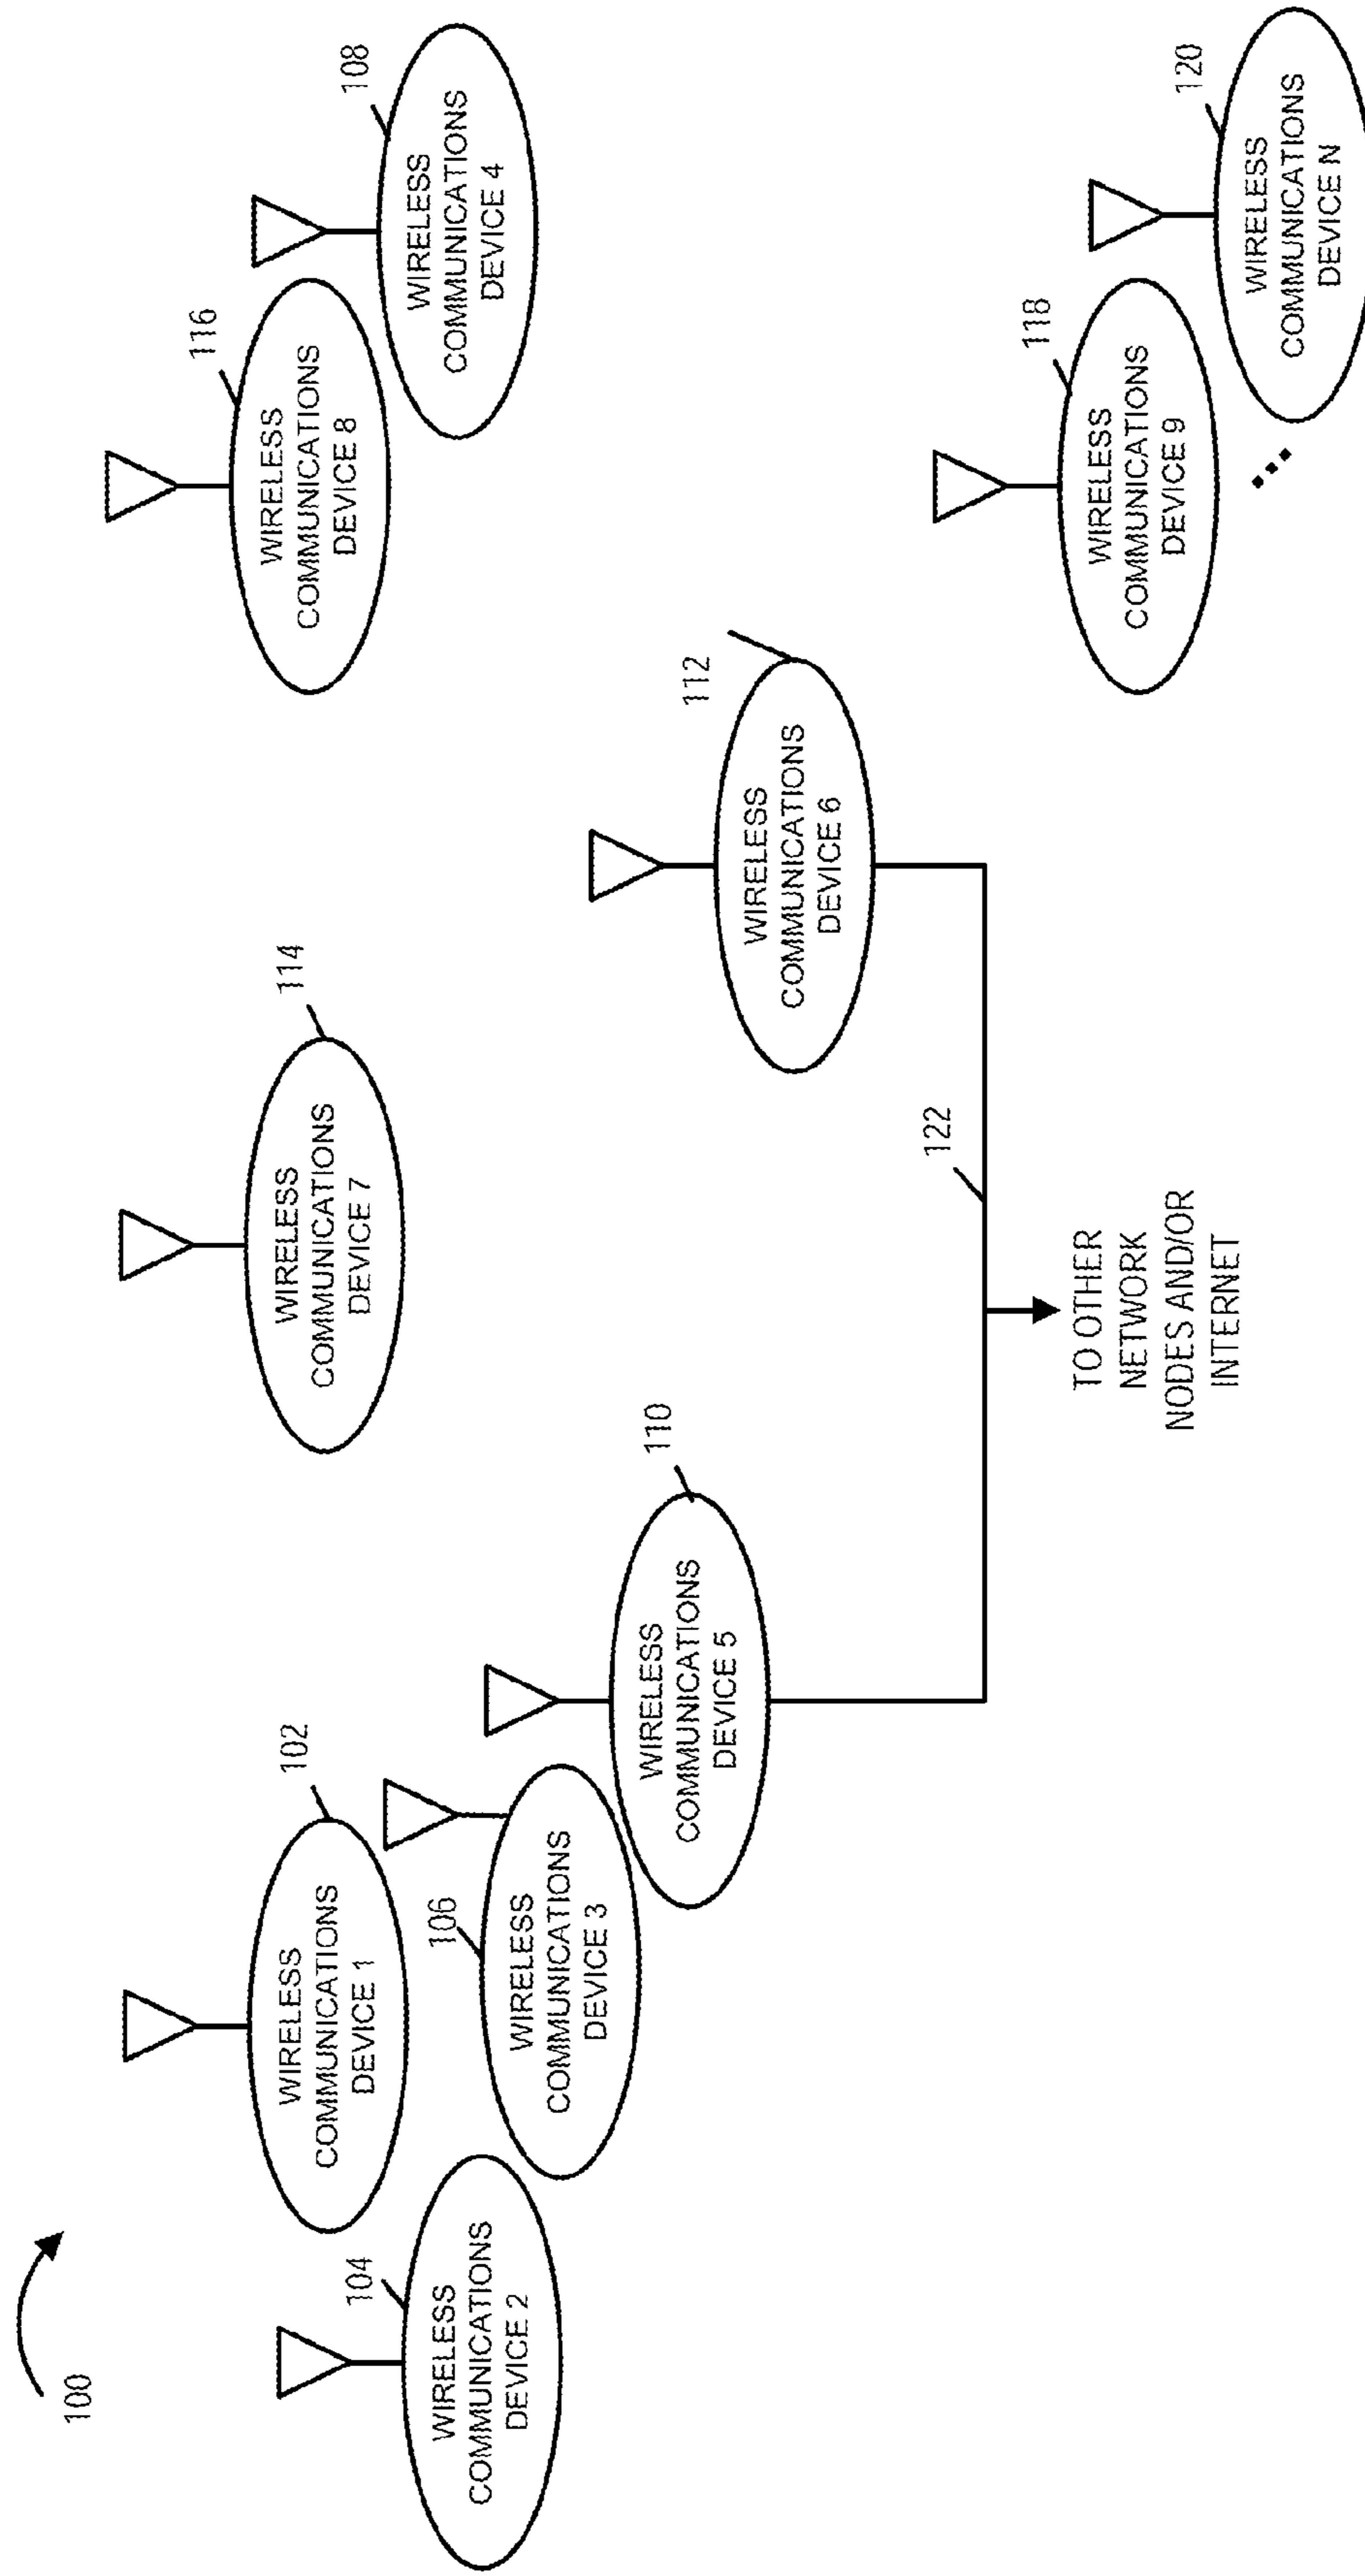 100
102
WIRELESS
COMMUNICATIONS
DEVICE 1
104
WIRELESS
COMMUNICATIONS
DEVICE 2
106
WIRELESS
COMMUNICATIONS
DEVICE 3
110
WIRELESS
COMMUNICATIONS
DEVICE 5
114
WIRELESS
COMMUNICATIONS
DEVICE 7
116
WIRELESS
COMMUNICATIONS
DEVICE 8
108
WIRELESS
COMMUNICATIONS
DEVICE 4
112
WIRELESS
COMMUNICATIONS
DEVICE 6
122
TO OTHER
NETWORK
NODES AND/OR
INTERNET
118
WIRELESS
COMMUNICATIONS
DEVICE 9
120
WIRELESS
COMMUNICATIONS
DEVICE N